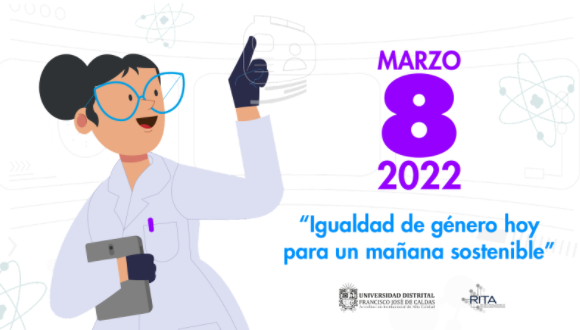 MARZO
8
2022
“Igualdad de género hoy
para un mañana sostenible”
UNIVERSIDAD DISTRITAL
FRANCISCO JOSÉ DE CALDAS
RITA